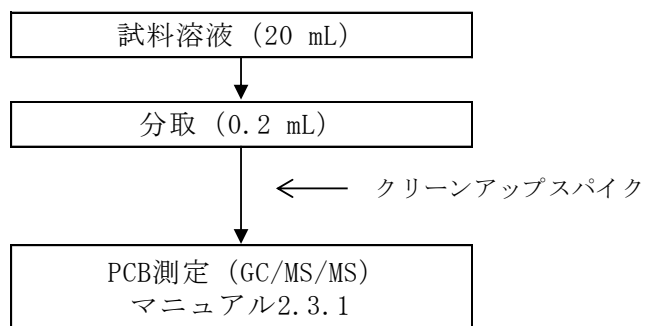 試料溶液 (20 mL)
分取 (0.2 mL)
クリーンアップスパイク
PCB測定 (GC/MS/MS)
マニュアル2.3.1